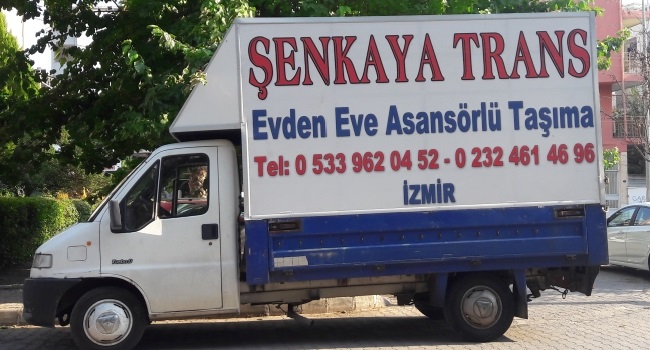 ŞENKAYA TRANS
Evden Eve Asansörlü Taşıma
Tel: 0 533 962 04 52 - 0 232 461 46 96
İZMİR